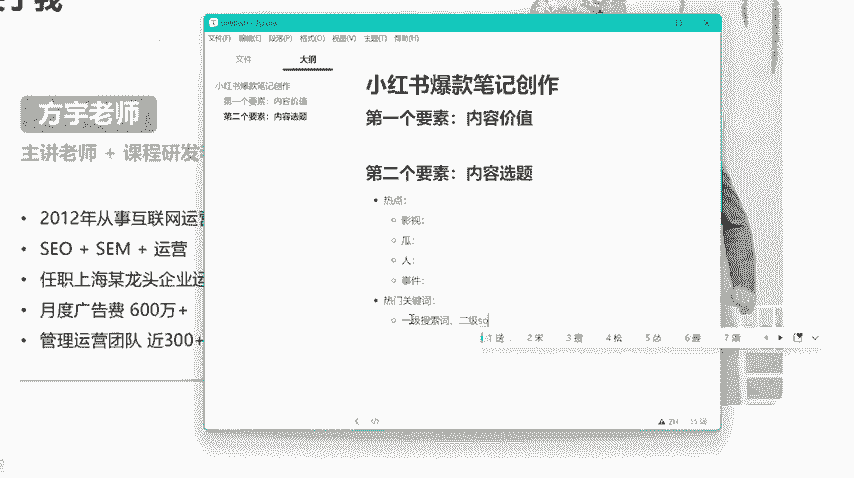 了我
方宇老师
主讲老师 + 课程研发
2012年从事互联网运营
SEO + SEM + 运营
任职上海某龙头企业运
月度广告费 600万+
管理运营团队 近300+
文件(F) 编辑(E) 段落(P) 格式(O) 视图(V) 主题(T) 帮助(H)
文件 大纲
小红书爆款笔记创作
第一个要素：内容价值
第二个要素：内容选题
小红书爆款笔记创作
第一个要素：内容价值
第二个要素：内容选题
热点：
影视：
瓜：
人：
事件：
热门关键词：
一级搜索词、二级so
1 送 2 宋 3 搜 4 松 5 怂 6 艘 7 颂